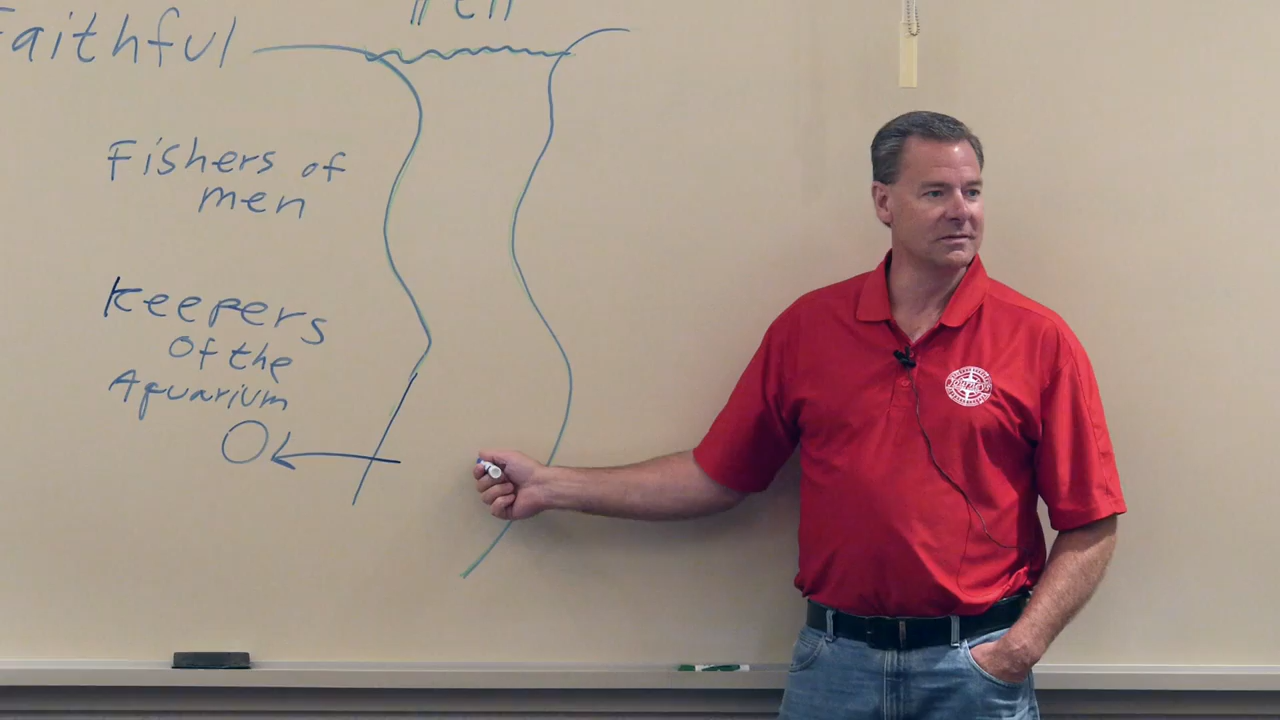 Faithful
Fishers of
men
Keepers
Of the
Aquarium